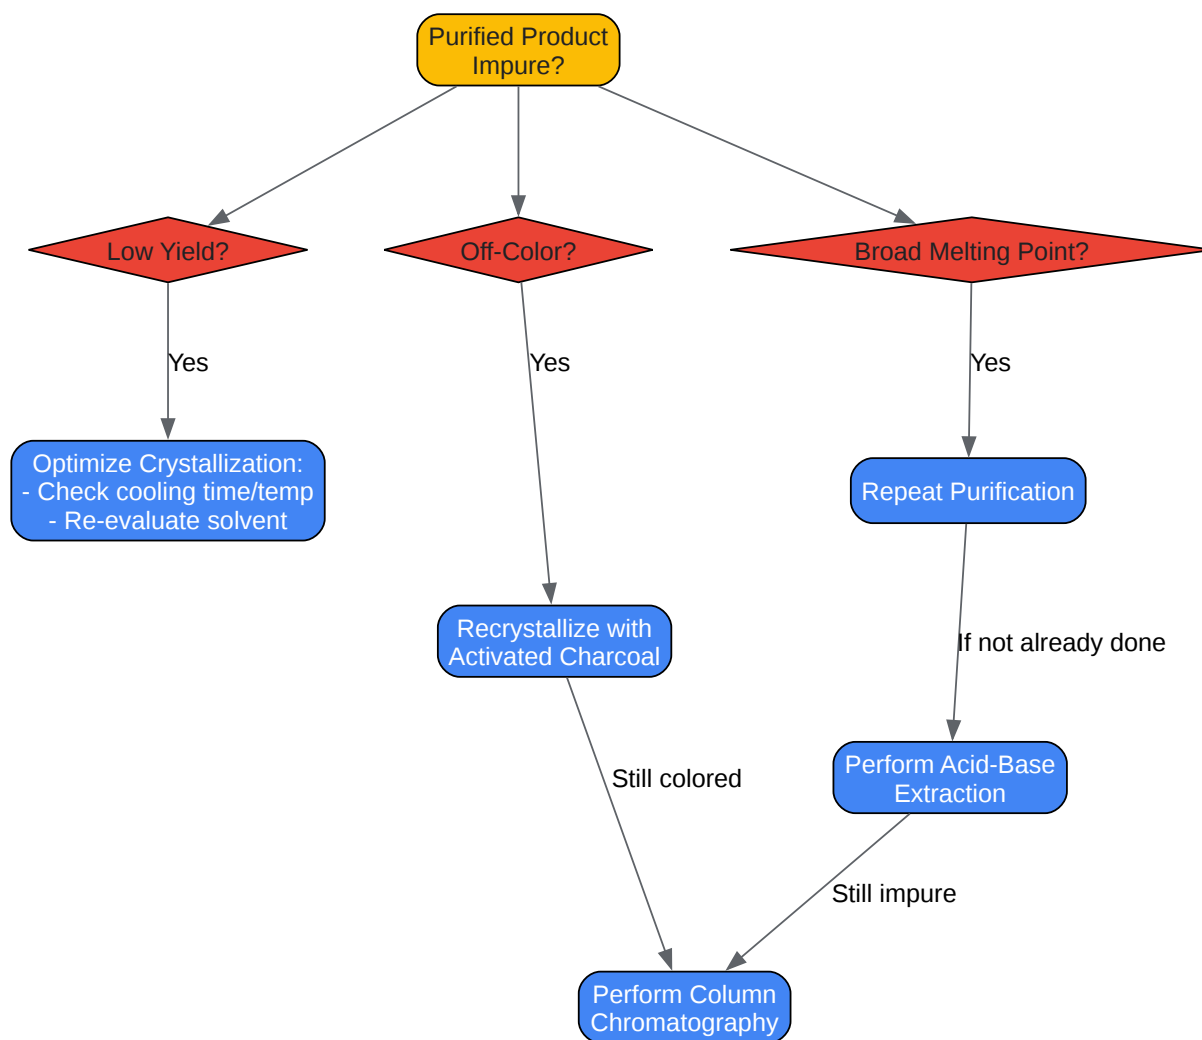 Purified Product
Impure?
Low Yield?
Off-Color?
Broad Melting Point?
Yes
Yes
Yes
Optimize Crystallization:
- Check cooling time/temp
- Re-evaluate solvent
Repeat Purification
Recrystallize with
Activated Charcoal
If not already done
Still colored
Perform Acid-Base
Extraction
Still impure
Perform Column
Chromatography